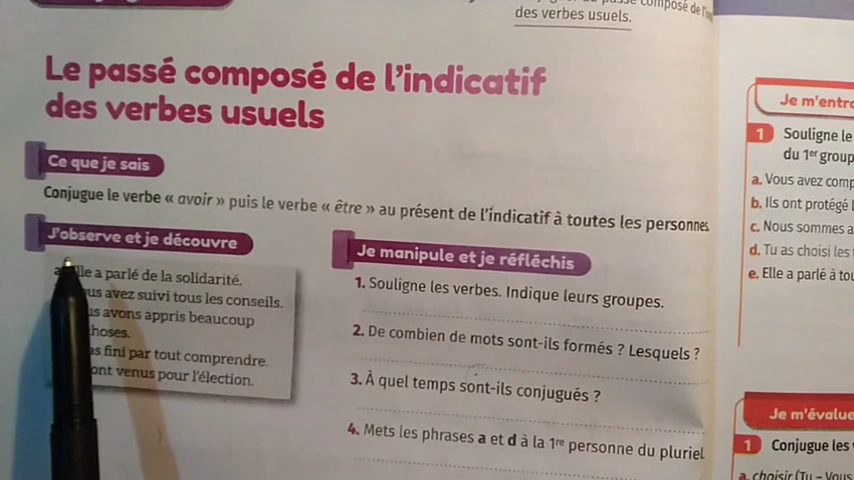 passé composé de l'in
des verbes usuels.
Le passé composé de l'indicatif
des verbes usuels
Ce que je sais
Conjugue le verbe « avoir » puis le verbe « être » au présent de l'indicatif à toutes les personnes
J'observe et je découvre
a parlé de la solidarité.
avez suivi tous les conseils.
avons appris beaucoup
fini par tout comprendre.
venus pour l'élection.
Je manipule et je réfléchis
1. Souligne les verbes. Indique leurs groupes.
2. De combien de mots sont-ils formés ? Lesquels ?
3. À quel temps sont-ils conjugués ?
4. Mets les phrases a et d à la 1re personne du pluriel
Je m'entra
1 Souligne le
du 1er group
a. Vous avez comp
b. Ils ont protégé l
c. Nous sommes a
d. Tu as choisi les
e. Elle a parlé à tou
Je m'évalue
1 Conjugue les
a. choisir (Tu – Vous